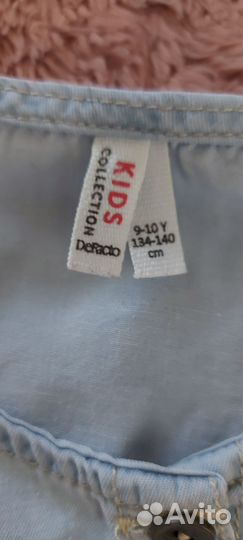 KIDS
COLLECTION
DeFacto
9-10 Y
134-140
cm
Avito